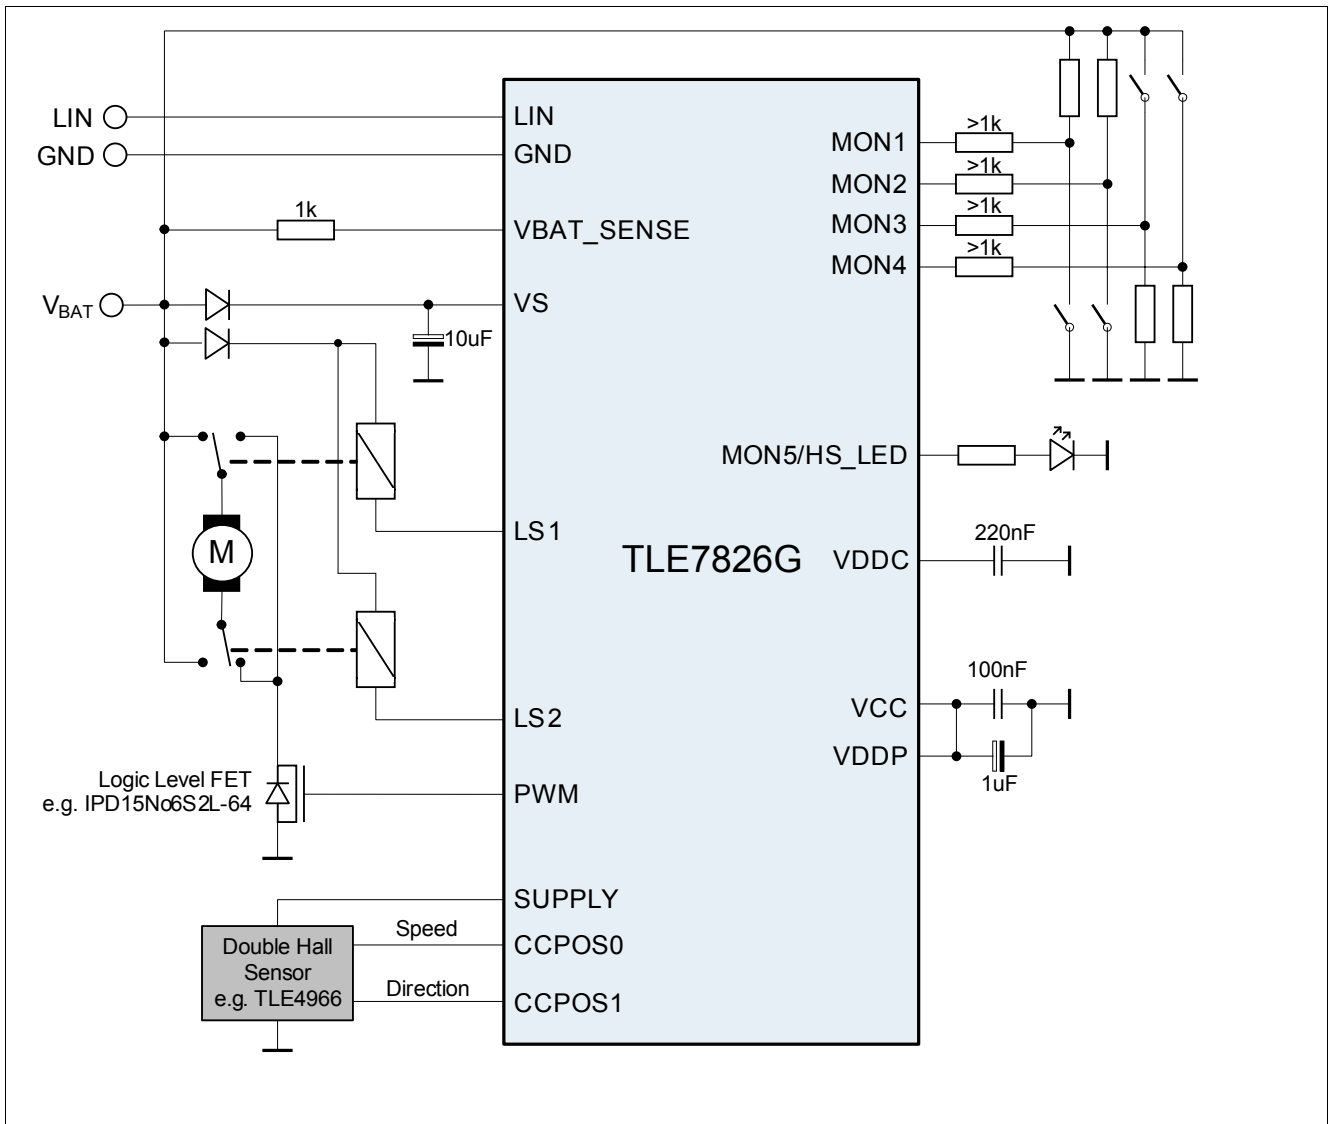 LIN
GND
1k
V_BAT
10uF
M
Logic Level FET
e.g. IPD15No6S2L-64
Double Hall
Sensor
e.g. TLE4966
Speed
Direction
LIN
GND
VBAT_SENSE
VS
LS1
LS2
PWM
SUPPLY
CCPOS0
CCPOS1
TLE7826G
MON1
MON2
MON3
MON4
MON5/HS_LED
VDDC
VCC
VDDP
>1k
>1k
>1k
>1k
220nF
100nF
1uF